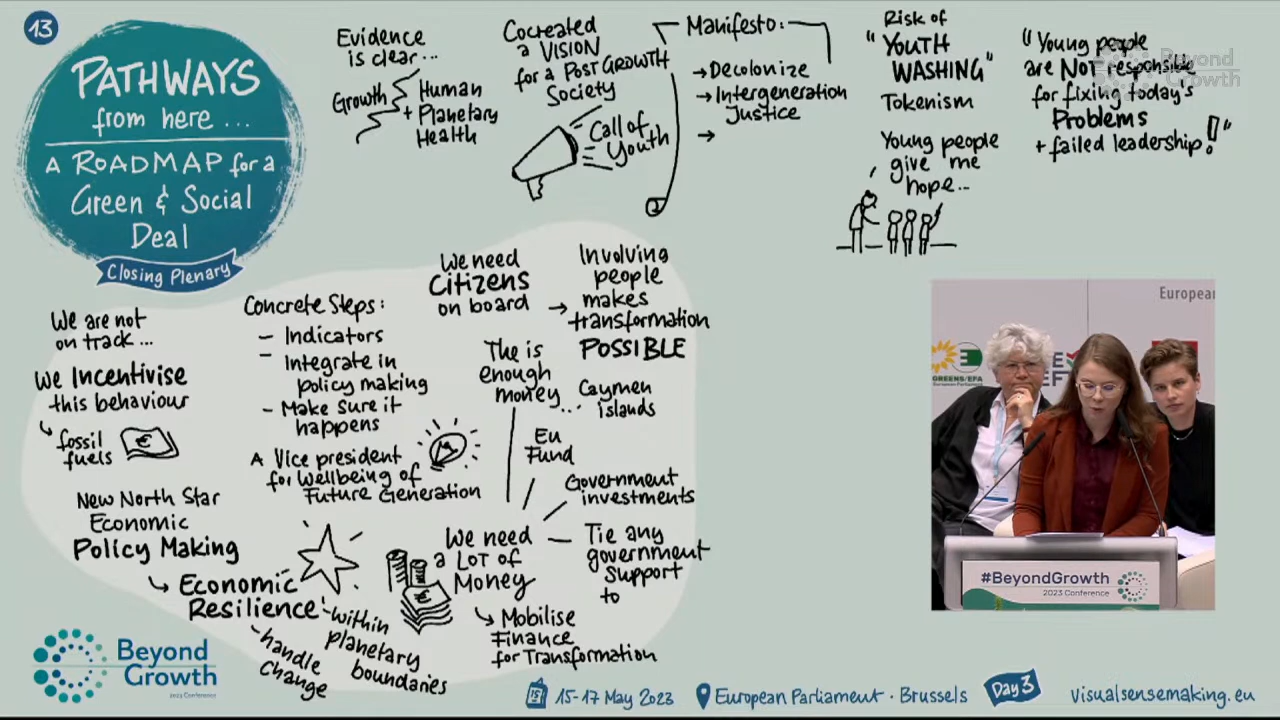 13
PATHWAYS
from here ...
A ROADMAP for a
Green & Social
Deal
Closing Plenary
Evidence
is clear...
Growth
Human
+ Planetary
Health
Cocreated
a VISION
for a POST GROWTH
Society
Call of
Youth
Manifesto:
→ Decolonize
→ Intergeneration
Justice
→
Risk of
"YOUTH
WASHING"
Tokenism
Young people
give me
hope...
"Young people
are NOT responsible
for fixing today's
Problems
+ failed leadership!"
Beyond
Growth
We are not
on track...
We Incentivise
this behaviour
fossil
fuels
€
New North Star
Economic
Policy Making
Economic
Resilience
- within
planetary
boundaries
- handle
change
Concrete Steps:
- Indicators
- Integrate in
policy making
- Make sure it
happens
A Vice president
for Wellbeing of
Future Generation
We need
Citizens
on board
→ Involving
people
makes
transformation
POSSIBLE
The is
enough
money...
Caymen
islands
Eu
Fund
Government
investments
We need
a LOT OF
Money
€
Tie any
government
support
to
Mobilise
Finance
for Transformation
European
GREENS/EFA
European Parliament
#BeyondGrowth
2023 Conference
Beyond
Growth
2023 Conference
15-17 May 2023
European Parliament · Brussels
Day 3
visualsensemaking.eu